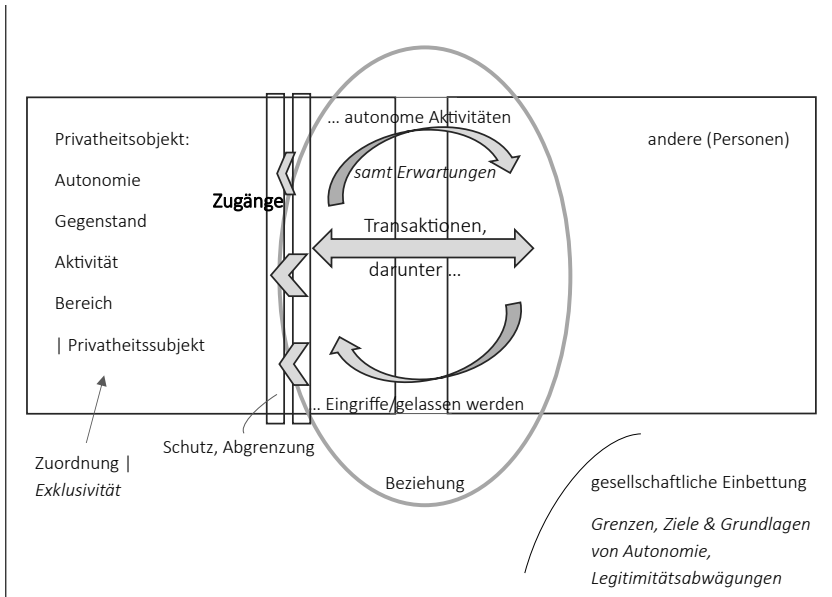 Privatheitsobjekt:
Autonomie
Gegenstand
Aktivität
Bereich
| Privatheitssubjekt
Zugänge
... autonome Aktivitäten
samt Erwartungen
Transaktionen,
darunter ...
.. Eingriffe/gelassen werden
andere (Personen)
Zuordnung |
Exklusivität
Schutz, Abgrenzung
Beziehung
gesellschaftliche Einbettung
Grenzen, Ziele & Grundlagen
von Autonomie,
Legitimitätsabwägungen